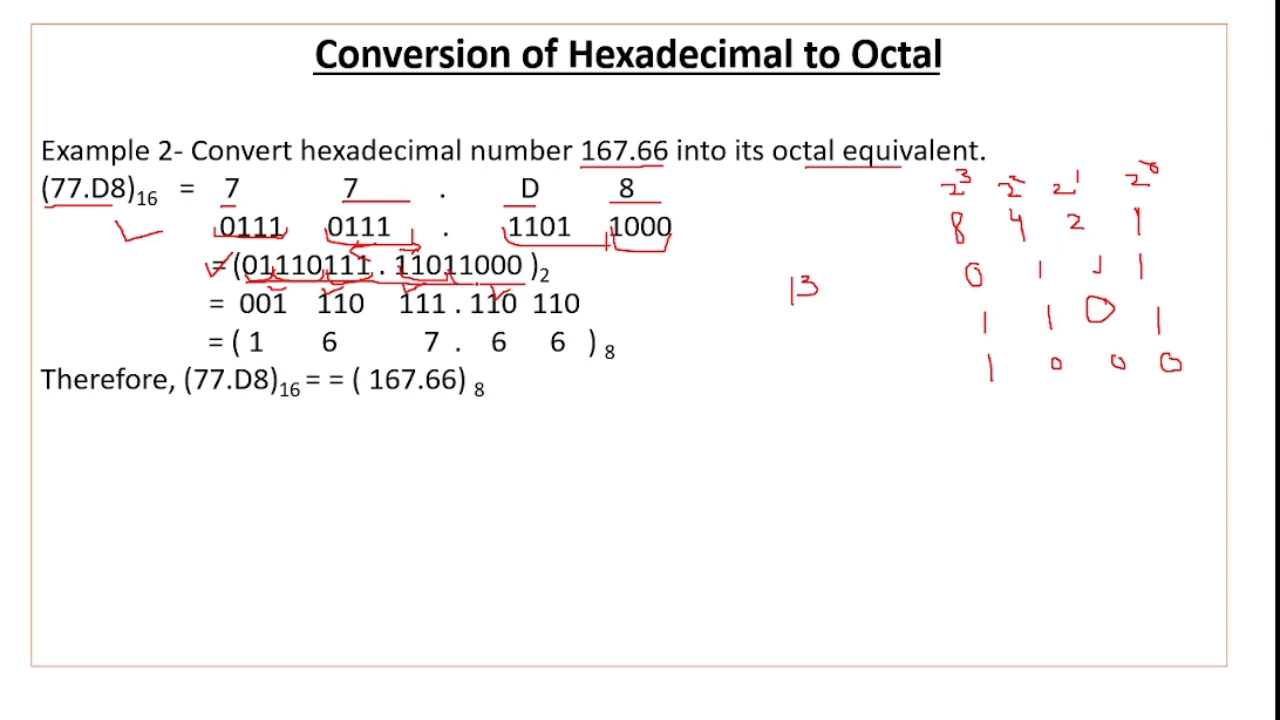 Conversion of Hexadecimal to Octal
Example 2- Convert hexadecimal number 167.66 into its octal equivalent.
(77.D8)16 = 7 7 . D 8
0111 0111 . 1101 1000
=(01110111 . 11011000 )2
= 001 110 111 . 110 110
= ( 1 6 7 . 6 6 ) 8
Therefore, (77.D8)16 = = ( 167.66) 8
2³ 2² 2¹ 2⁰
8 4 2 1
0 1 1 1
13
1 1 0 1
1 0 0 0